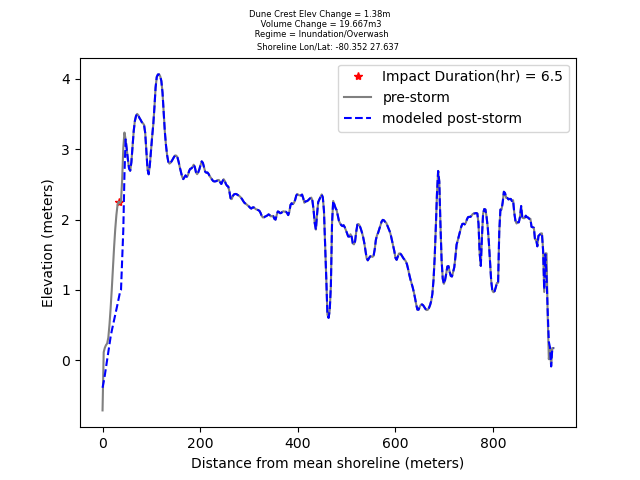 Dune Crest Elev Change = 1.38m
Volume Change = 19.667m3
Regime = Inundation/Overwash
Shoreline Lon/Lat: -80.352 27.637
Impact Duration(hr) = 6.5
pre-storm
modeled post-storm
4
3
2
1
0
Elevation (meters)
0 200 400 600 800
Distance from mean shoreline (meters)